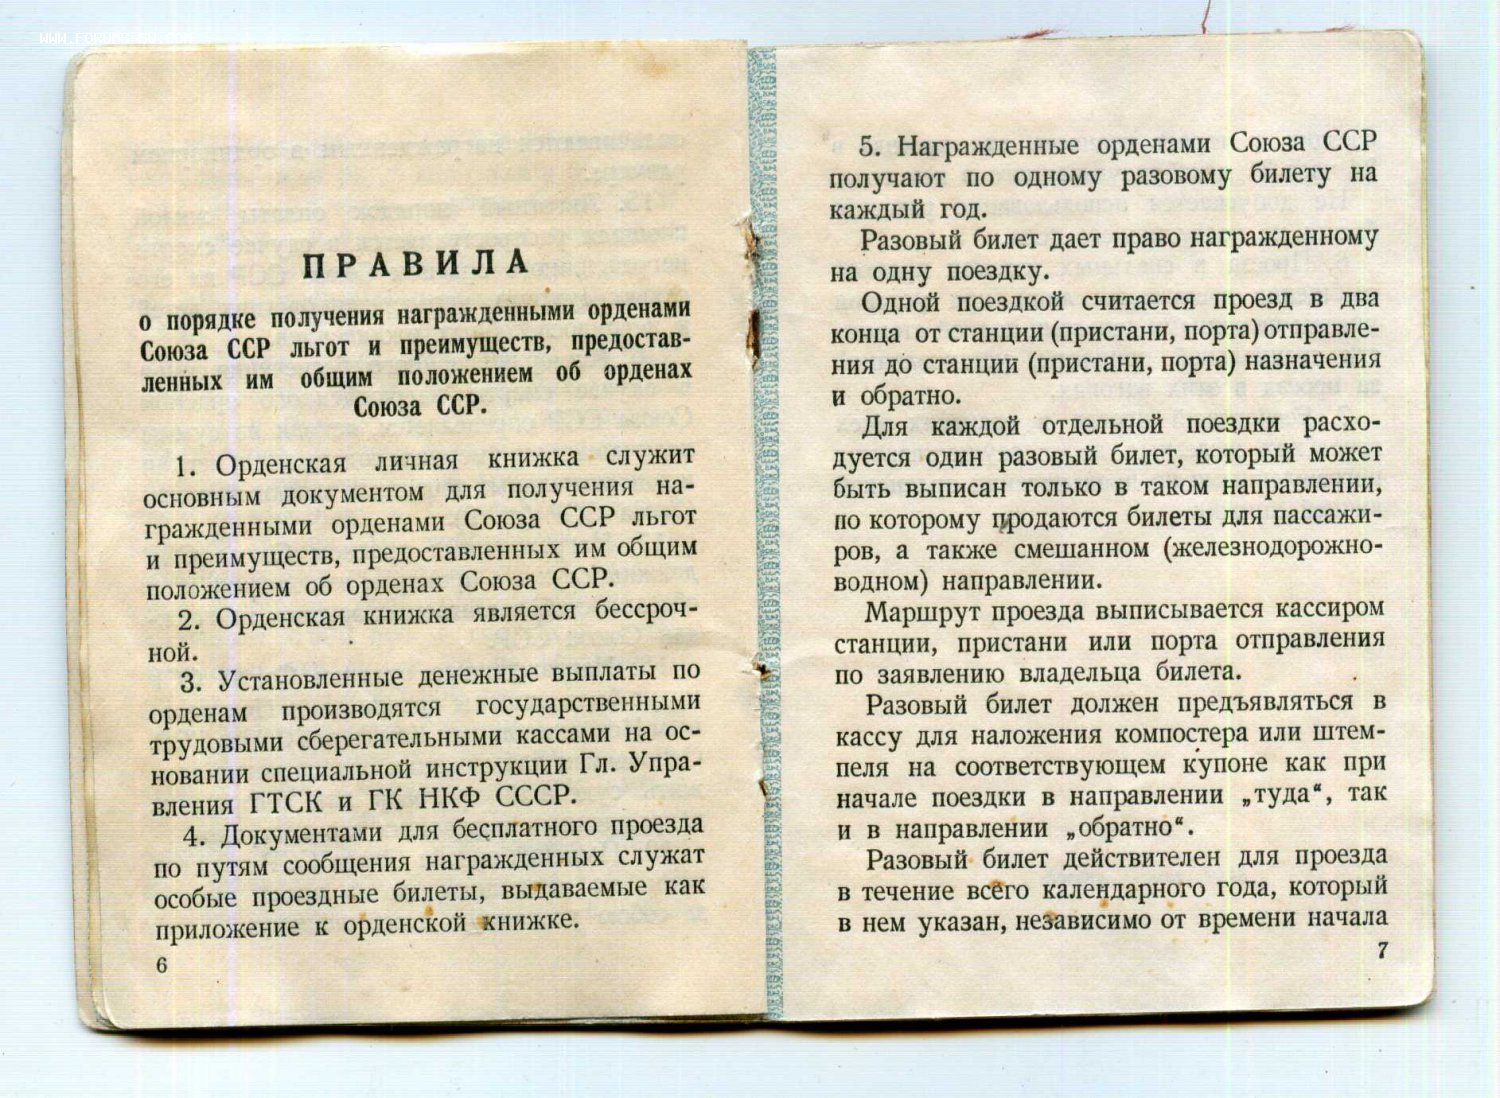 ПРАВИЛА
о порядке получения награжденными орденами
Союза ССР льгот и преимуществ, предостав-
ленных им общим положением об орденах
Союза ССР.
1. Орденская личная книжка служит
основным документом для получения на-
гражденными орденами Союза ССР льгот
и преимуществ, предоставленных им общим
положением об орденах Союза ССР.
2. Орденская книжка является бессроч-
ной.
3. Установленные денежные выплаты по
орденам производятся государственными
трудовыми сберегательными кассами на ос-
новании специальной инструкции Гл. Упра-
вления ГТСК и ГК НКФ СССР.
4. Документами для бесплатного проезда
по путям сообщения награжденных служат
особые проездные билеты, выдаваемые как
приложение к орденской книжке.
6
5. Награжденные орденами Союза ССР
получают по одному разовому билету на
каждый год.
Разовый билет дает право награжденному
на одну поездку.
Одной поездкой считается проезд в два
конца от станции (пристани, порта) отправле-
ния до станции (пристани, порта) назначения
и обратно.
Для каждой отдельной поездки расхо-
дуется один разовый билет, который может
быть выписан только в таком направлении,
по которому продаются билеты для пассажи-
ров, а также смешанном (железнодорожно-
водном) направлении.
Маршрут проезда выписывается кассиром
станции, пристани или порта отправления
по заявлению владельца билета.
Разовый билет должен предъявляться в
кассу для наложения компостера или штем-
пеля на соответствующем купоне как при
начале поездки в направлении „туда“, так
и в направлении „обратно“.
Разовый билет действителен для проезда
в течение всего календарного года, который
в нем указан, независимо от времени начала
7